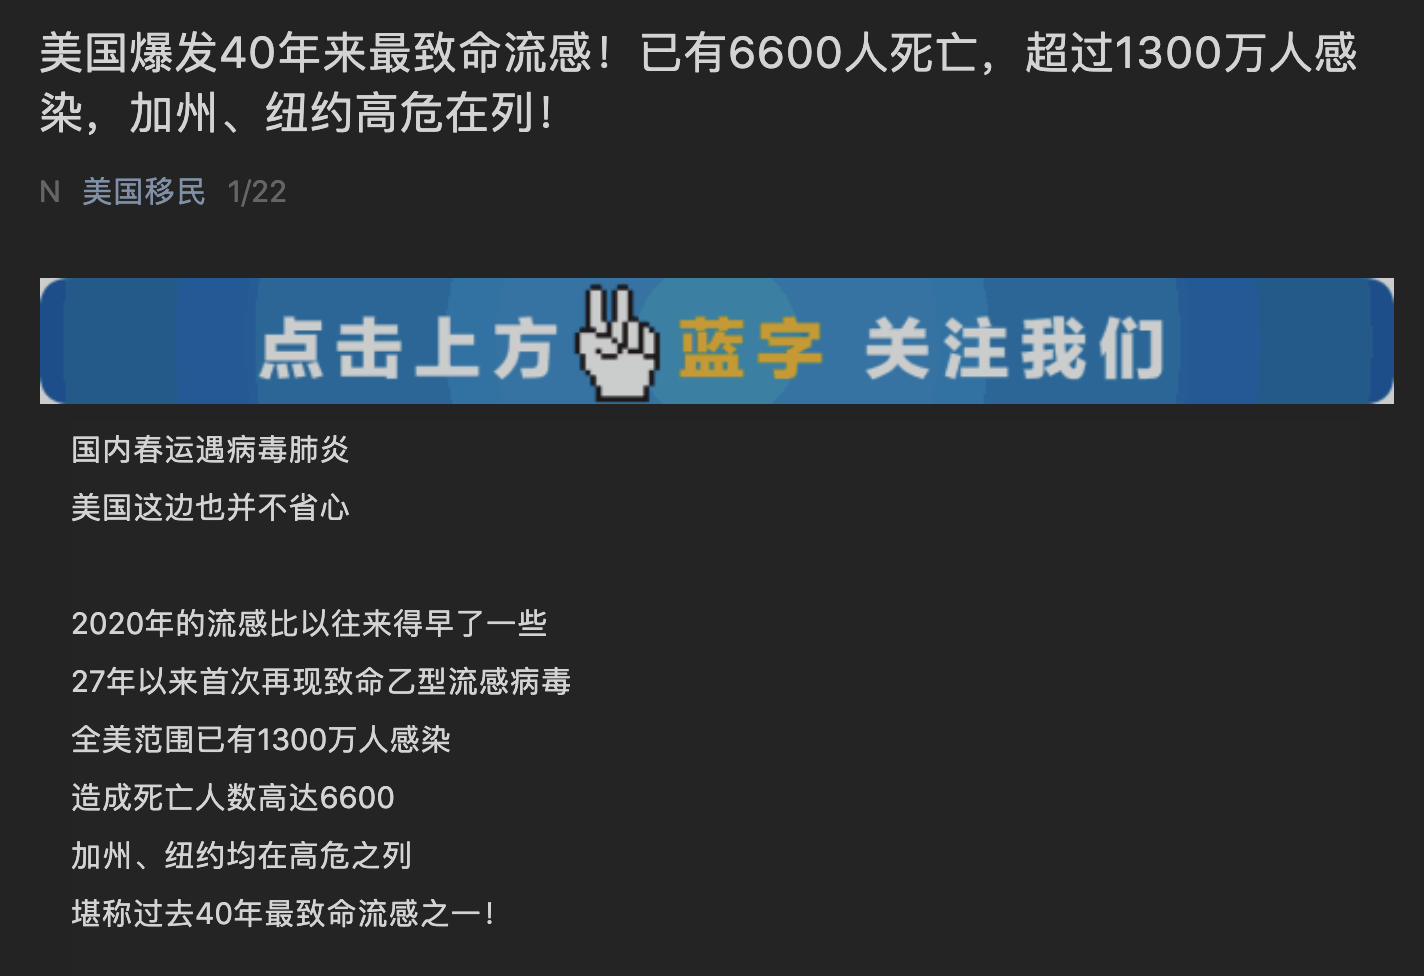 美国爆发40年来最致命流感！已有6600人死亡，超过1300万人感
染，加州、纽约高危在列！
N 美国移民 1/22
点击上方 蓝字 关注我们
国内春运遇病毒肺炎
美国这边也并不省心
2020年的流感比以往来得早了一些
27年以来首次再现致命乙型流感病毒
全美范围已有1300万人感染
造成死亡人数高达6600
加州、纽约均在高危之列
堪称过去40年最致命流感之一！